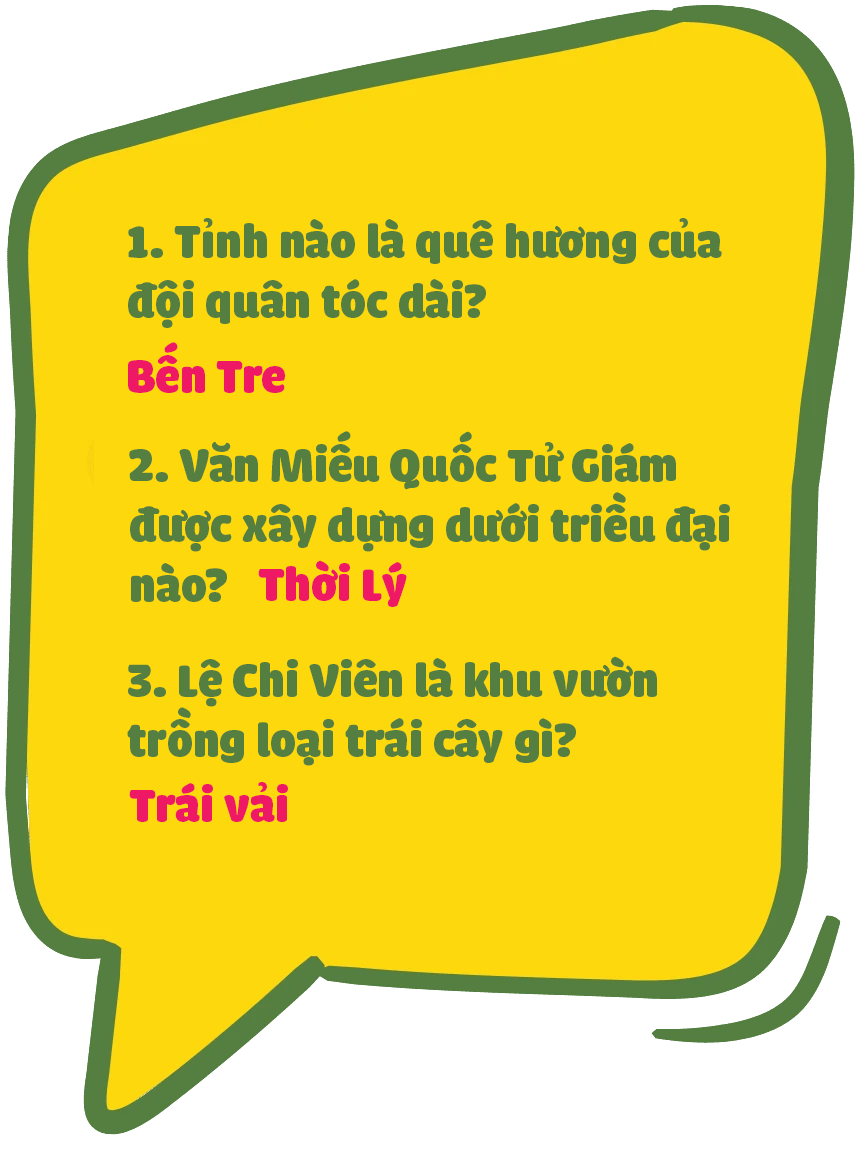 1. Tỉnh nào là quê hương của
đội quân tóc dài?
Bến Tre
2. Văn Miếu Quốc Tử Giám
được xây dựng dưới triều đại
nào? Thời Lý
3. Lệ Chi Viên là khu vườn
trồng loại trái cây gì?
Trái vải